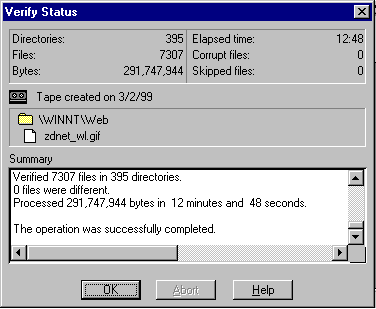 Verify Status
Directories: 395 Elapsed time: 12:48
Files: 7307 Corrupt files: 0
Bytes: 291,747,944 Skipped files: 0
Tape created on 3/2/99
\WINNT\Web
zdnet_wl.gif
Summary
Verified 7307 files in 395 directories.
0 files were different.
Processed 291,747,944 bytes in 12 minutes and 48 seconds.
The operation was successfully completed.
OK Abort Help